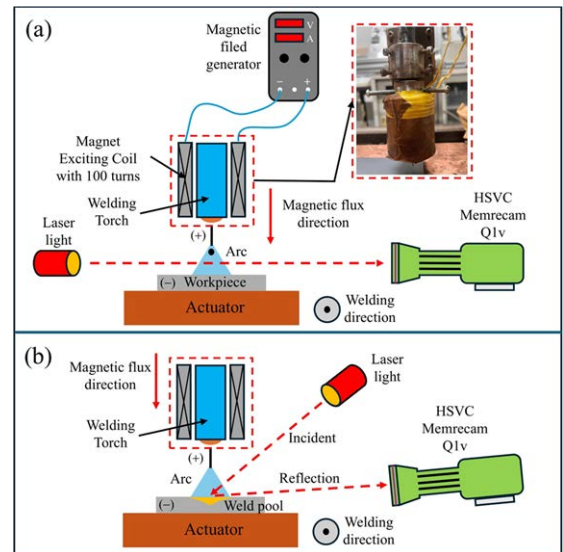 (a)
Magnetic
filed
generator
V
A
−
+
Magnet
Exciting Coil
with 100 turns
Welding
Torch
Magnetic flux
direction
HSVC
Memrecam
Q1v
Laser
light
(+)
Arc
(−)
Workpiece
Actuator
Welding
direction
(b)
Magnetic flux
direction
Laser
light
Welding
Torch
HSVC
Memrecam
Q1v
(+)
Incident
Arc
Reflection
(−)
Weld pool
Actuator
Welding
direction